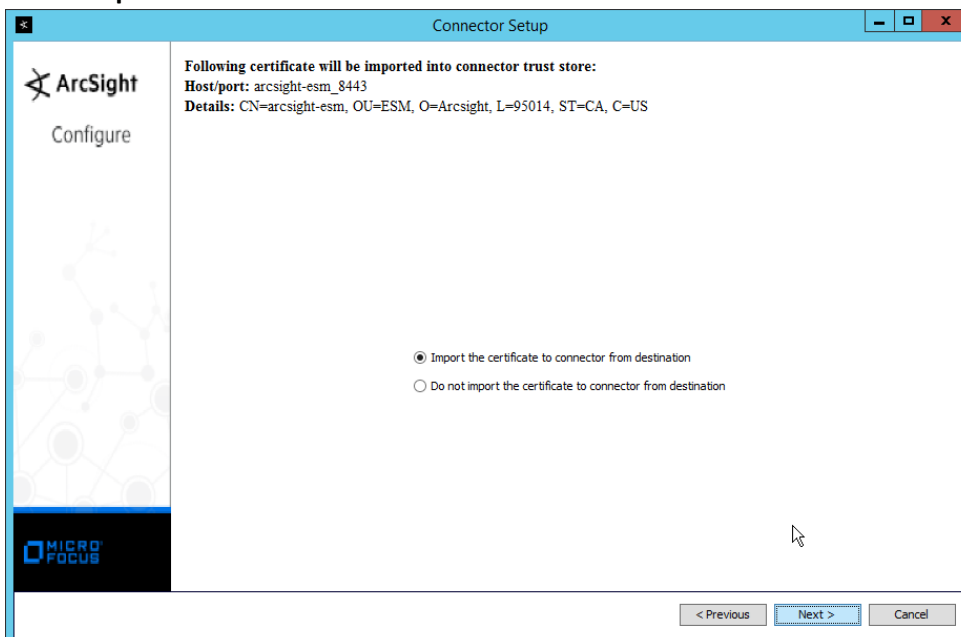 Connector Setup
ArcSight
Configure
Following certificate will be imported into connector trust store:
Host/port: arcsight-esm_8443
Details: CN=arcsight-esm, OU=ESM, O=Arcsight, L=95014, ST=CA, C=US
Import the certificate to connector from destination
Do not import the certificate to connector from destination
MICRO
FOCUS
< Previous
Next >
Cancel